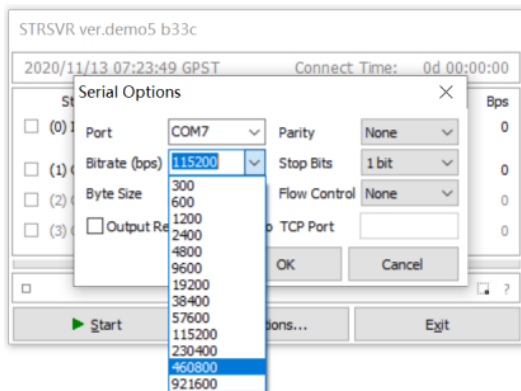 STRSVR ver.demo5 b33c
2020/11/13 07:23:49 GPST Connect Time: 0d 00:00:00
Serial Options
Bps
(0) 0
Port COM7 Parity None
(1) 0
Bitrate (bps) 115200 Stop Bits 1 bit
(2) 0
Byte Size Flow Control None
(3) 0
Output TCP Port
300
600
1200
2400
4800
9600
19200
38400
57600
115200
230400
460800
921600
OK Cancel
?
Start Exit